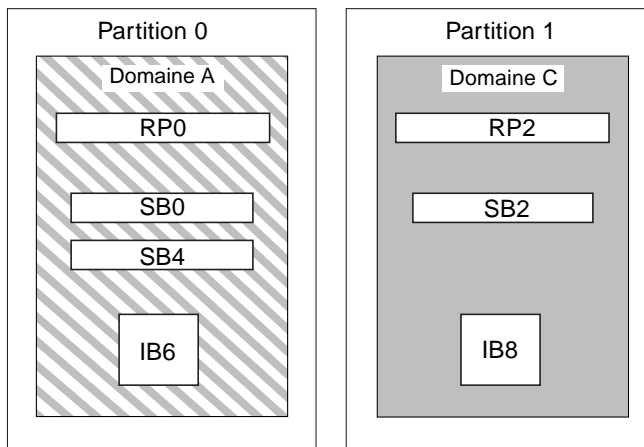 Partition 0
Domaine A
RP0
SB0
SB4
IB6
Partition 1
Domaine C
RP2
SB2
IB8